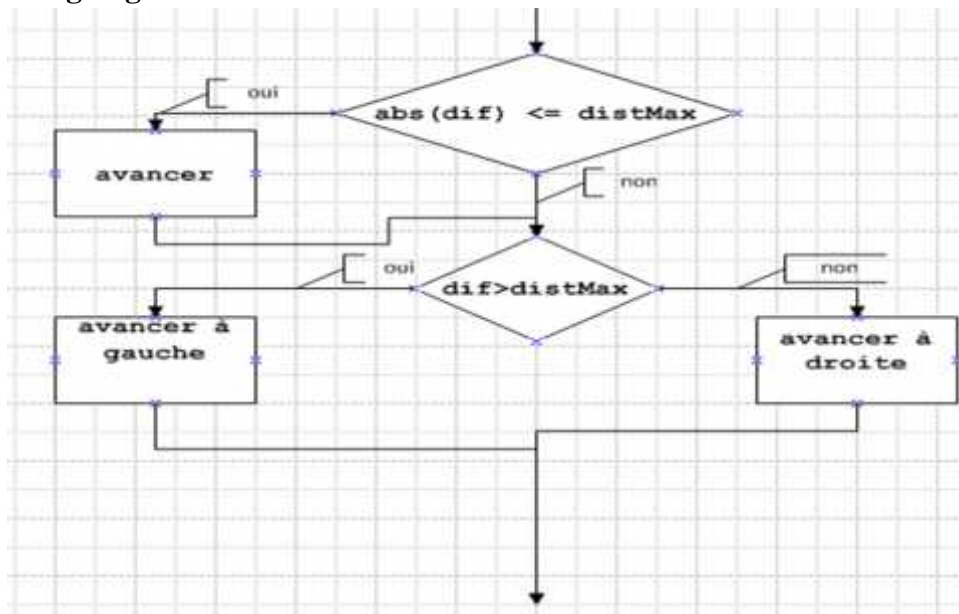 oui
abs(dif) <= distMax
avancer
non
oui
dif>distMax
non
avancer à
gauche
avancer à
droite